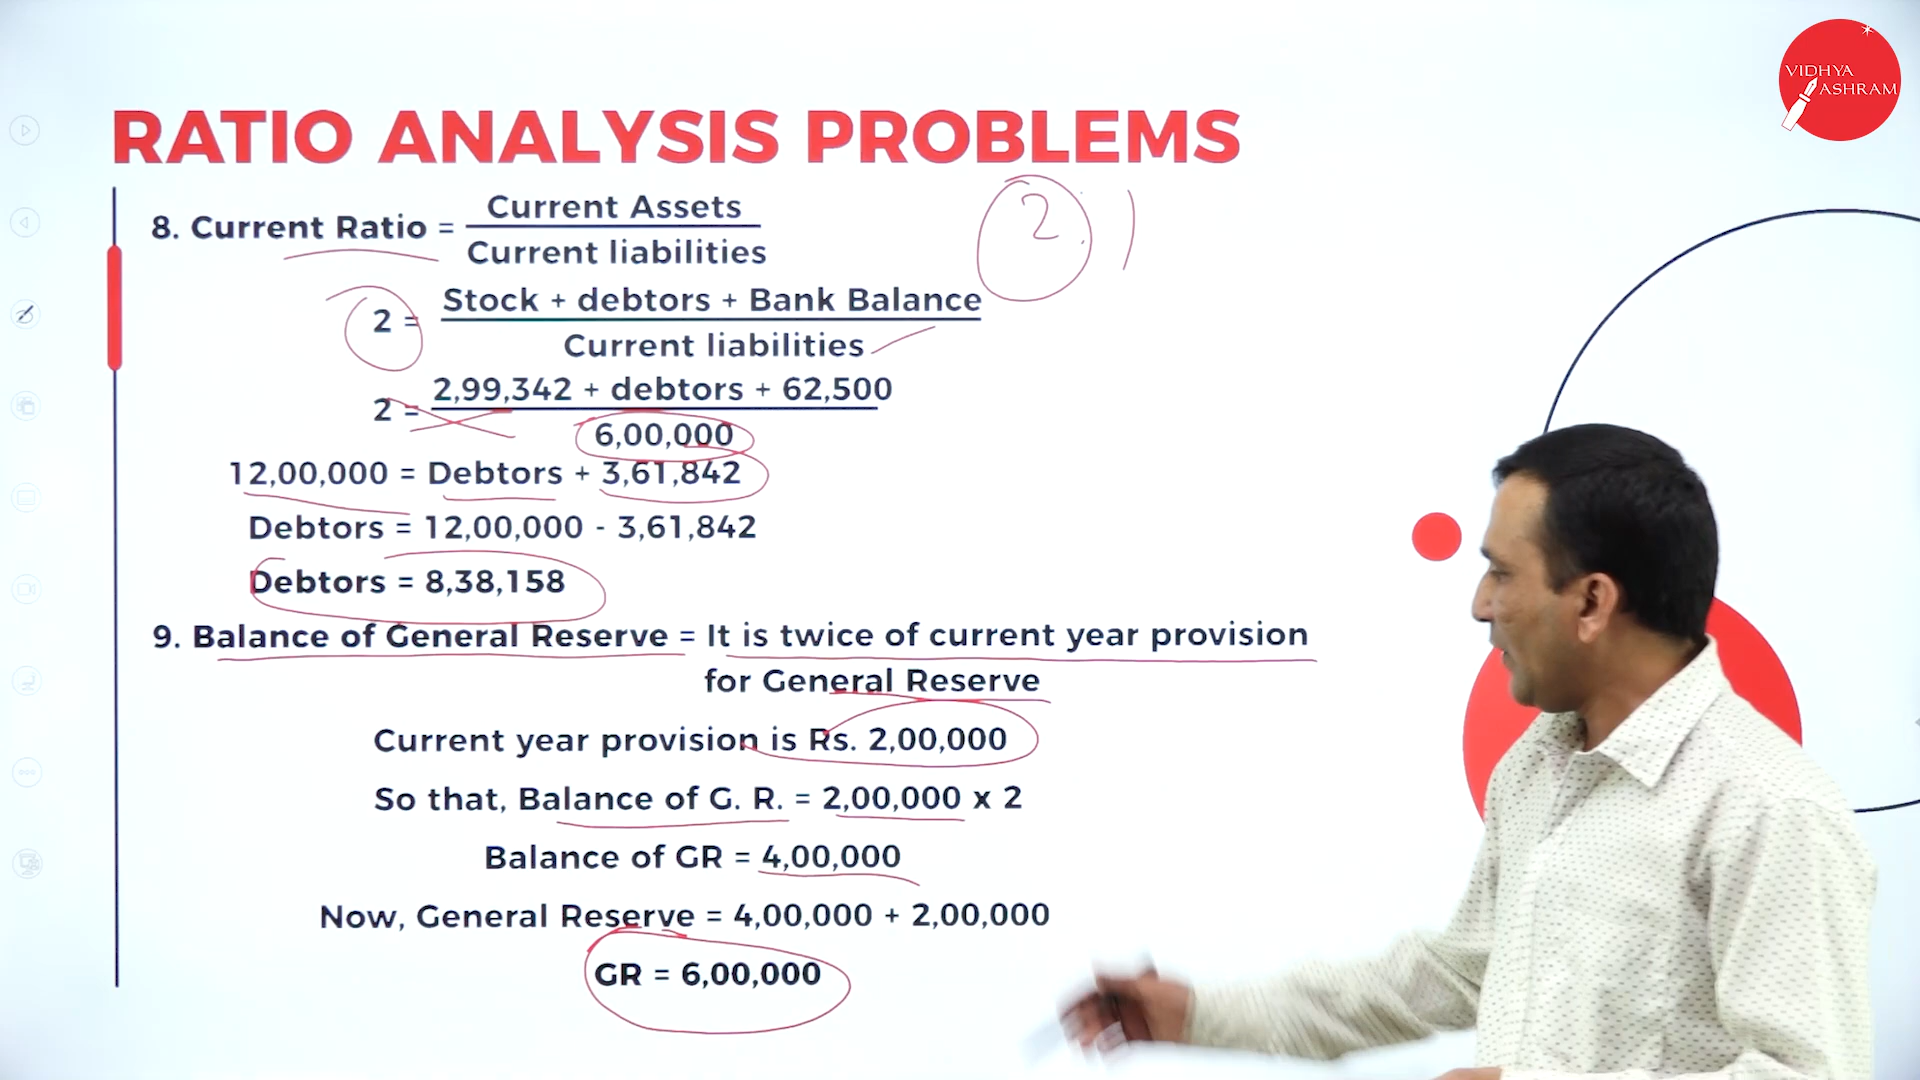 VIDHYA
ASHRAM
RATIO ANALYSIS PROBLEMS
8. Current Ratio = Current Assets
Current liabilities
2 : 1
2 = Stock + debtors + Bank Balance
Current liabilities
2 = 2,99,342 + debtors + 62,500
6,00,000
12,00,000 = Debtors + 3,61,842
Debtors = 12,00,000 - 3,61,842
Debtors = 8,38,158
9. Balance of General Reserve = It is twice of current year provision
for General Reserve
Current year provision is Rs. 2,00,000
So that, Balance of G. R. = 2,00,000 x 2
Balance of GR = 4,00,000
Now, General Reserve = 4,00,000 + 2,00,000
GR = 6,00,000